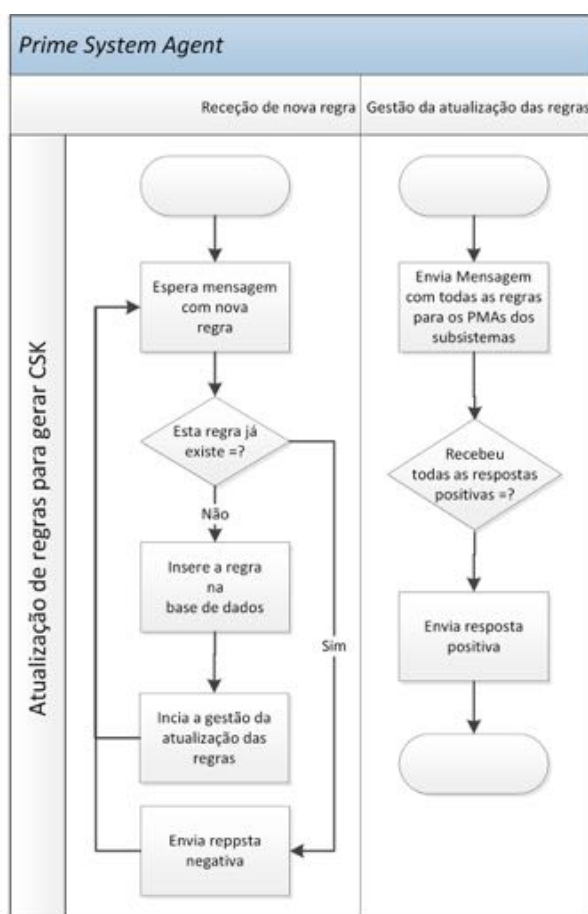 Prime System Agent
Receção de nova regra
Gestão da atualização das regras
Atualização de regras para gerar CSK
Espera mensagem
com nova
regra
Esta regra já
existe =?
Não
Insere a regra
na
base de dados
Sim
Incia a gestão da
atualização das
regras
Envia reppsta
negativa
Envia Mensagem
com todas as regras
para os PMAs dos
subsistemas
Recebeu
todas as respostas
positivas =?
Envia resposta
positiva